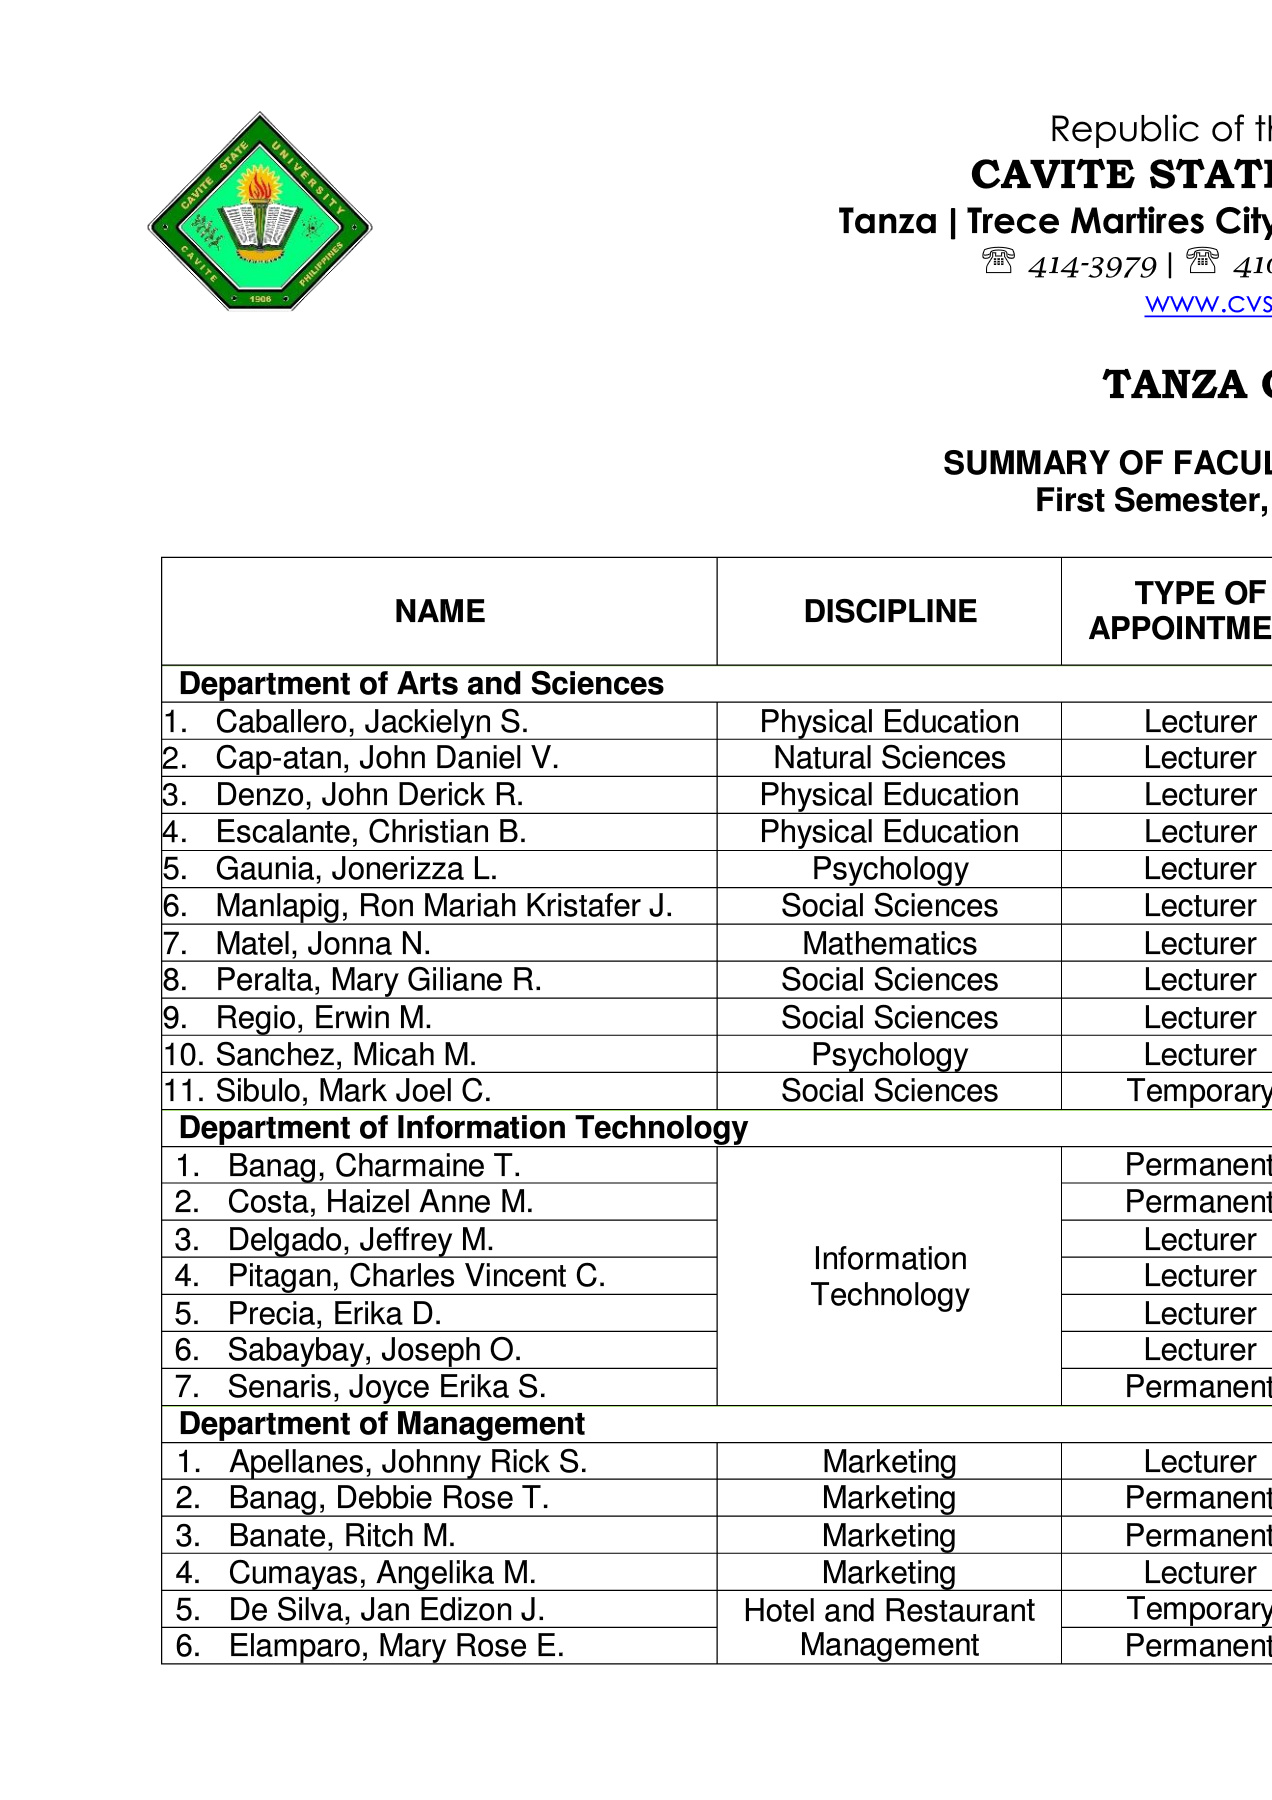 CAVITE STATE UNIVERSITY
CAVITE PHILIPPINES
1906
Republic of th
CAVITE STATE
Tanza | Trece Martires City
☏ 414-3979 | ☏ 410
www.cvs
TANZA C
SUMMARY OF FACUL
First Semester,
NAME DISCIPLINE TYPE OF APPOINTME
Department of Arts and Sciences
1. Caballero, Jackielyn S. Physical Education Lecturer
2. Cap-atan, John Daniel V. Natural Sciences Lecturer
3. Denzo, John Derick R. Physical Education Lecturer
4. Escalante, Christian B. Physical Education Lecturer
5. Gaunia, Jonerizza L. Psychology Lecturer
6. Manlapig, Ron Mariah Kristafer J. Social Sciences Lecturer
7. Matel, Jonna N. Mathematics Lecturer
8. Peralta, Mary Giliane R. Social Sciences Lecturer
9. Regio, Erwin M. Social Sciences Lecturer
10. Sanchez, Micah M. Psychology Lecturer
11. Sibulo, Mark Joel C. Social Sciences Temporary
Department of Information Technology
1. Banag, Charmaine T. Permanent
2. Costa, Haizel Anne M. Permanent
3. Delgado, Jeffrey M. Lecturer
Information
4. Pitagan, Charles Vincent C. Lecturer
Technology
5. Precia, Erika D. Lecturer
6. Sabaybay, Joseph O. Lecturer
7. Senaris, Joyce Erika S. Permanent
Department of Management
1. Apellanes, Johnny Rick S. Marketing Lecturer
2. Banag, Debbie Rose T. Marketing Permanent
3. Banate, Ritch M. Marketing Permanent
4. Cumayas, Angelika M. Marketing Lecturer
5. De Silva, Jan Edizon J. Hotel and Restaurant Temporary
6. Elamparo, Mary Rose E. Management Permanent